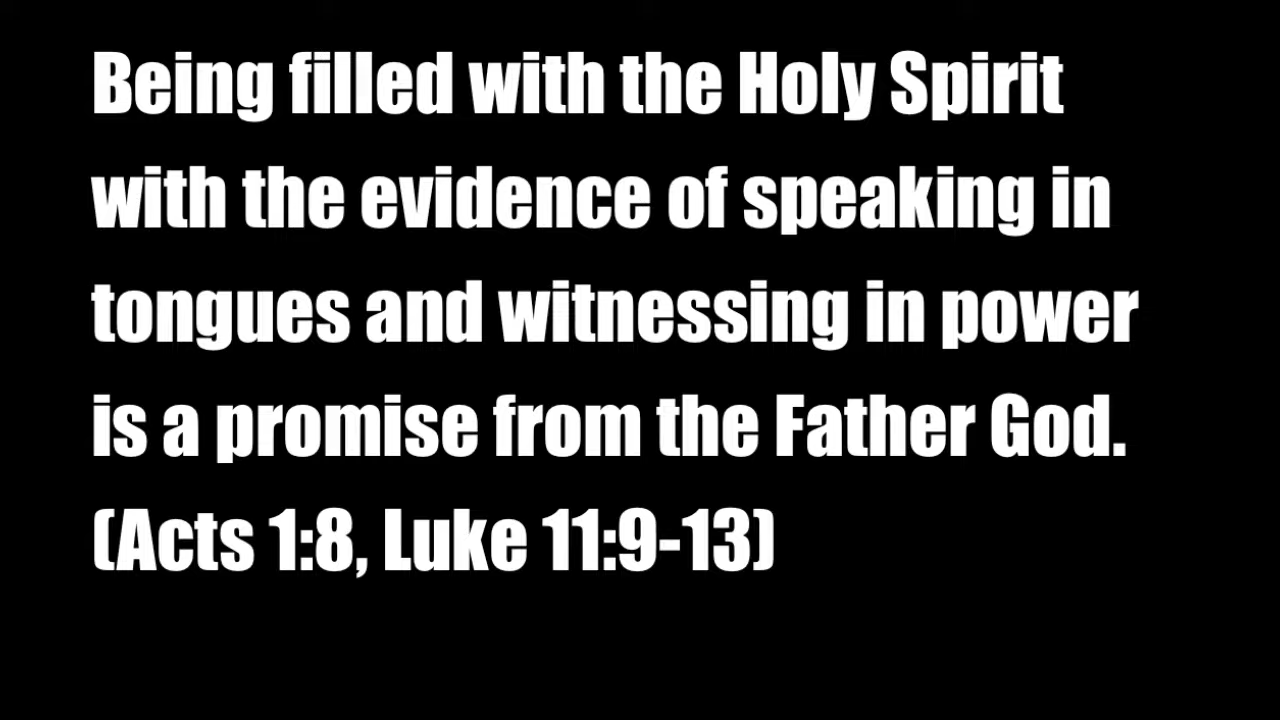 Being filled with the Holy Spirit
with the evidence of speaking in
tongues and witnessing in power
is a promise from the Father God.
(Acts 1:8, Luke 11:9-13)